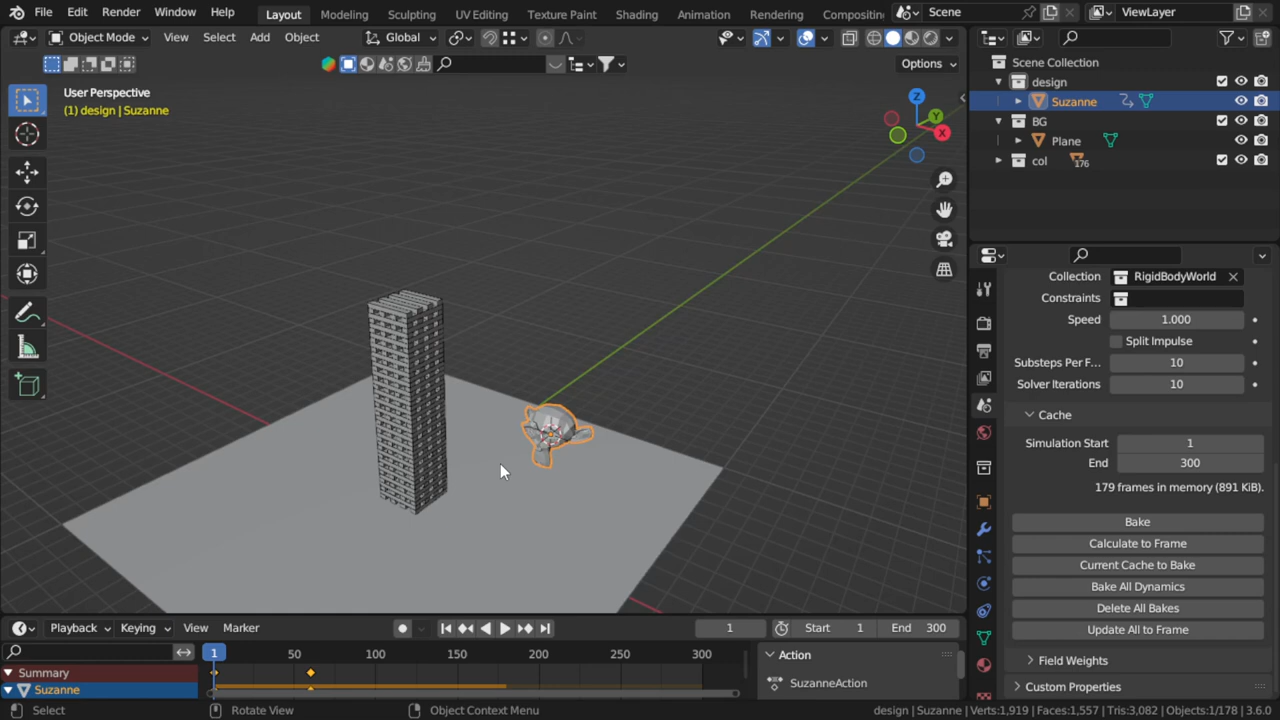 File Edit Render Window Help Layout Modeling Sculpting UV Editing Texture Paint Shading Animation Rendering Compositing Scene ViewLayer
Object Mode View Select Add Object Global
Options
User Perspective
(1) design | Suzanne
Z
Y
X
Scene Collection
design
Suzanne
BG
Plane
col 176
Collection RigidBodyWorld
Constraints
Speed 1.000
Split Impulse
Substeps Per F... 10
Solver Iterations 10
Cache
Simulation Start 1
End 300
179 frames in memory (891 KiB).
Bake
Calculate to Frame
Current Cache to Bake
Bake All Dynamics
Delete All Bakes
Update All to Frame
Field Weights
Custom Properties
Playback Keying View Marker 1 Start 1 End 300
1 50 100 150 200 250 300
Action
Summary
SuzanneAction
Suzanne
Select Rotate View Object Context Menu design | Suzanne | Verts:1,919 | Faces:1,557 | Tris:3,082 | Objects:1/178 | 3.6.0